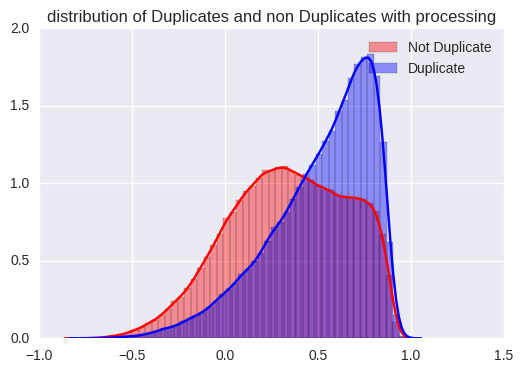 distribution of Duplicates and non Duplicates with processing
2.0
1.5
1.0
0.5
0.0
−1.0 −0.5 0.0 0.5 1.0 1.5
Not Duplicate
Duplicate